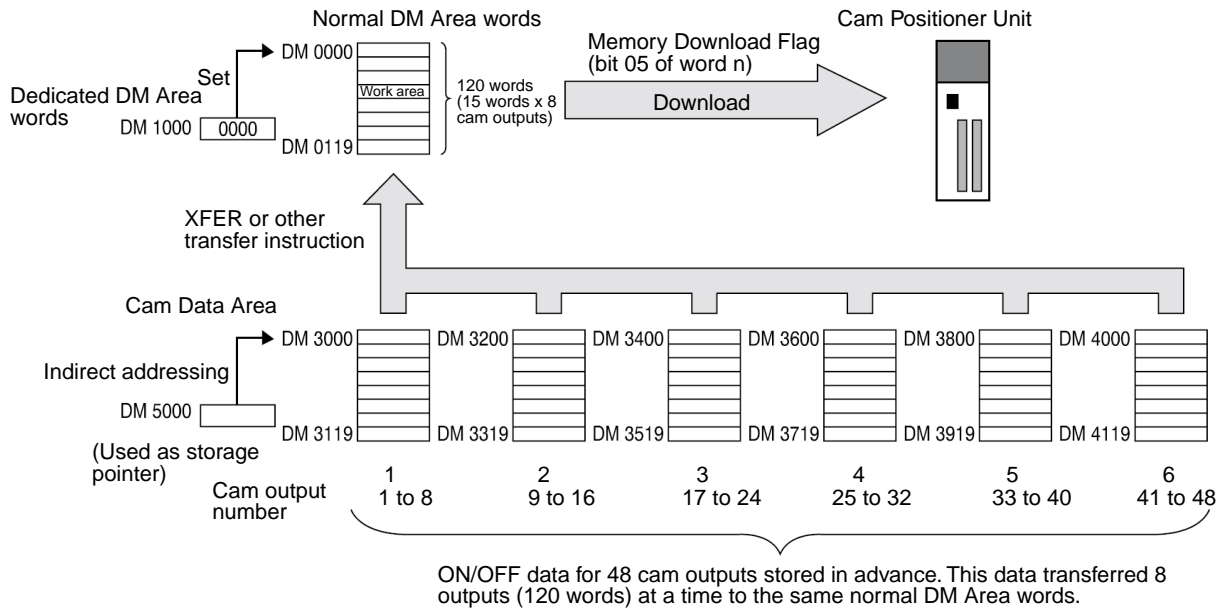 Normal DM Area words
Cam Positioner Unit
DM 0000
Memory Download Flag
(bit 05 of word n)
Set
Dedicated DM Area
words
Work area
120 words
(15 words x 8
cam outputs)
Download
DM 1000
0000
DM 0119
XFER or other
transfer instruction
Cam Data Area
DM 3000
DM 3200
DM 3400
DM 3600
DM 3800
DM 4000
Indirect addressing
DM 5000
DM 3119
DM 3319
DM 3519
DM 3719
DM 3919
DM 4119
(Used as storage
pointer)
1
2
3
4
5
6
Cam output
number
1 to 8
9 to 16
17 to 24
25 to 32
33 to 40
41 to 48
ON/OFF data for 48 cam outputs stored in advance. This data transferred 8
outputs (120 words) at a time to the same normal DM Area words.